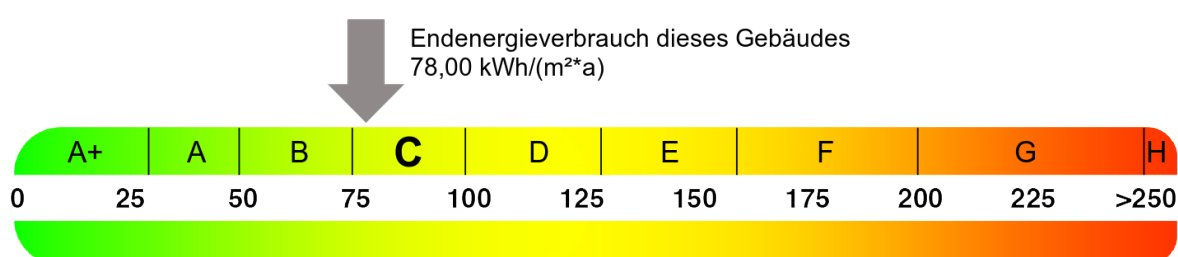 Endenergieverbrauch dieses Gebäudes
78,00 kWh/(m²*a)
A+ A B C D E F G H
0 25 50 75 100 125 150 175 200 225 >250